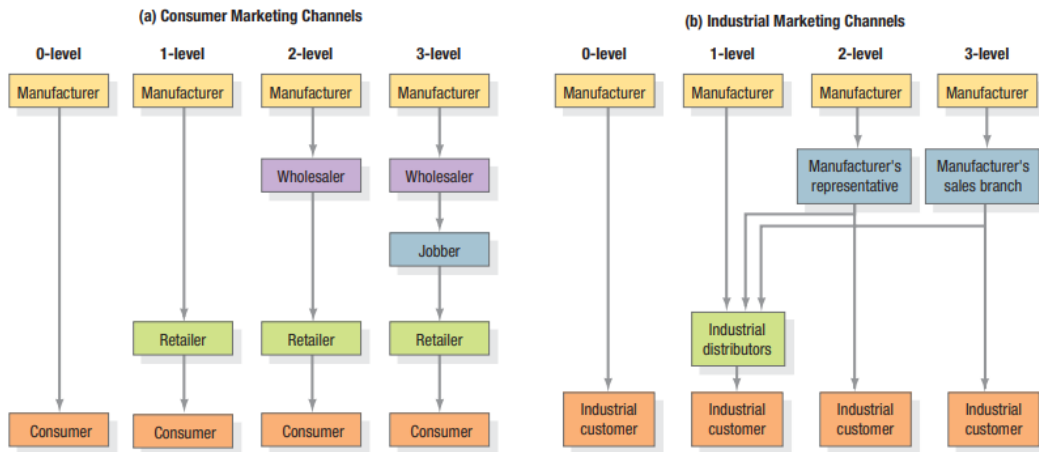 (a) Consumer Marketing Channels
0-level 1-level 2-level 3-level
Manufacturer Manufacturer Manufacturer Manufacturer
Wholesaler Wholesaler
Jobber
Retailer Retailer Retailer
Consumer Consumer Consumer Consumer
(b) Industrial Marketing Channels
0-level 1-level 2-level 3-level
Manufacturer Manufacturer Manufacturer Manufacturer
Manufacturer's
representative
Manufacturer's
sales branch
Industrial
distributors
Industrial
customer
Industrial
customer
Industrial
customer
Industrial
customer